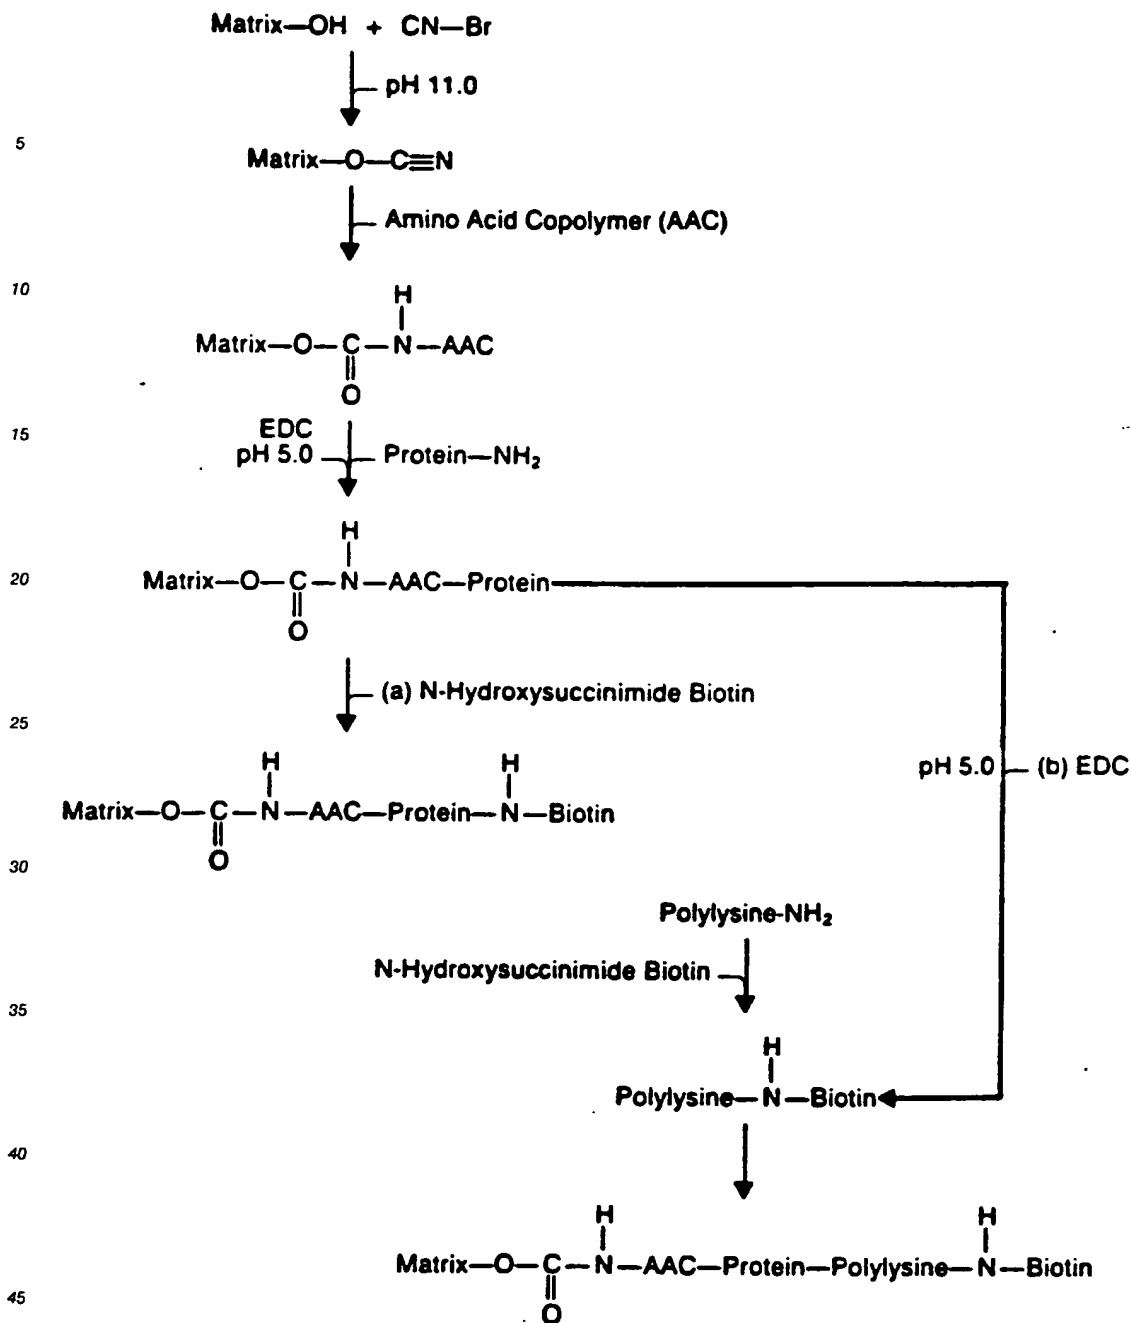 Matrix—OH + CN—Br
pH 11.0
5
Matrix—O—C≡N
Amino Acid Copolymer (AAC)
10
H
Matrix—O—C—N—AAC
O
EDC
15
pH 5.0 Protein—NH₂
H
20
Matrix—O—C—N—AAC—Protein
O
(a) N-Hydroxysuccinimide Biotin
25
H H
pH 5.0 (b) EDC
Matrix—O—C—N—AAC—Protein—N—Biotin
O
30
Polylysine-NH₂
N-Hydroxysuccinimide Biotin
35
H
Polylysine—N—Biotin
40
H H
Matrix—O—C—N—AAC—Protein—Polylysine—N—Biotin
45
O